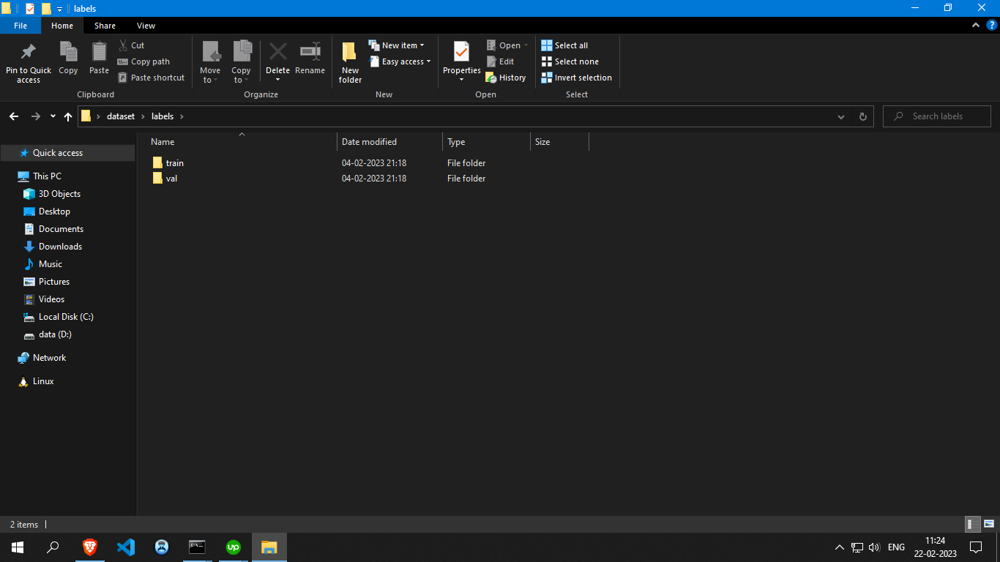 labels
File Home Share View
Pin to Quick access
Copy
Paste
Cut
Copy path
Paste shortcut
Clipboard
Move to
Copy to
Delete
Rename
Organize
New folder
New item
Easy access
New
Properties
Open
Edit
History
Open
Select all
Select none
Invert selection
Select
dataset labels
Search labels
Name Date modified Type Size
train 04-02-2023 21:18 File folder
val 04-02-2023 21:18 File folder
Quick access
This PC
3D Objects
Desktop
Documents
Downloads
Music
Pictures
Videos
Local Disk (C:)
data (D:)
Network
Linux
2 items
up
ENG
11:24
22-02-2023